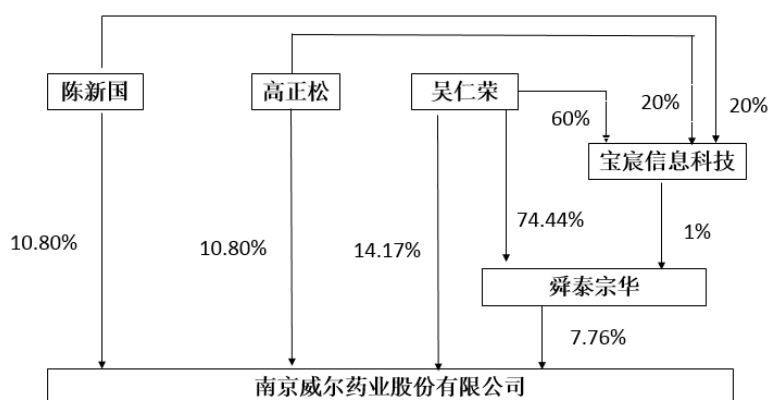 陈新国
高正松
吴仁荣
60%
20%
20%
宝宸信息科技
10.80%
10.80%
14.17%
74.44%
1%
舜泰宗华
7.76%
南京威尔药业股份有限公司